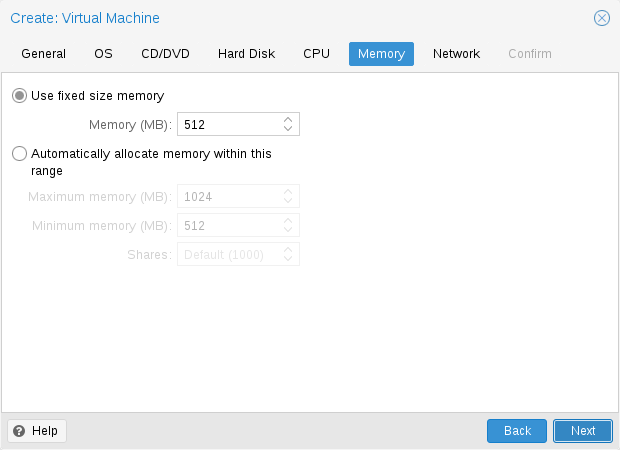 Create: Virtual Machine
General OS CD/DVD Hard Disk CPU Memory Network Confirm
Use fixed size memory
Memory (MB): 512
Automatically allocate memory within this
range
Maximum memory (MB): 1024
Minimum memory (MB): 512
Shares: Default (1000)
Help Back Next